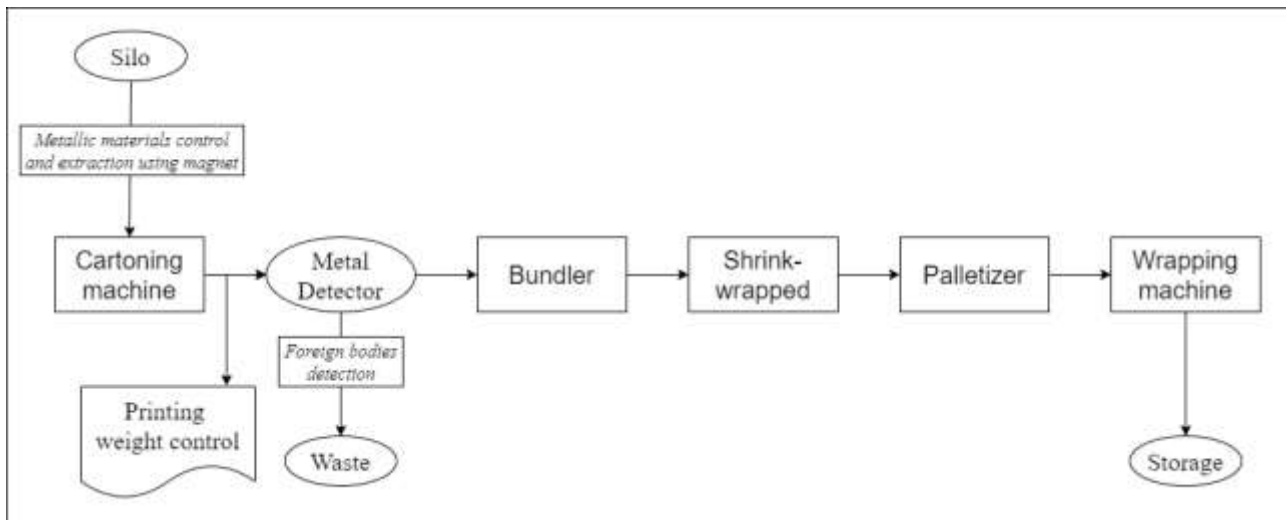 Silo
Metallic materials control
and extraction using magnet
Cartoning
machine
Metal
Detector
Bundler
Shrink-
wrapped
Palletizer
Wrapping
machine
Foreign bodies
detection
Printing
weight control
Waste
Storage